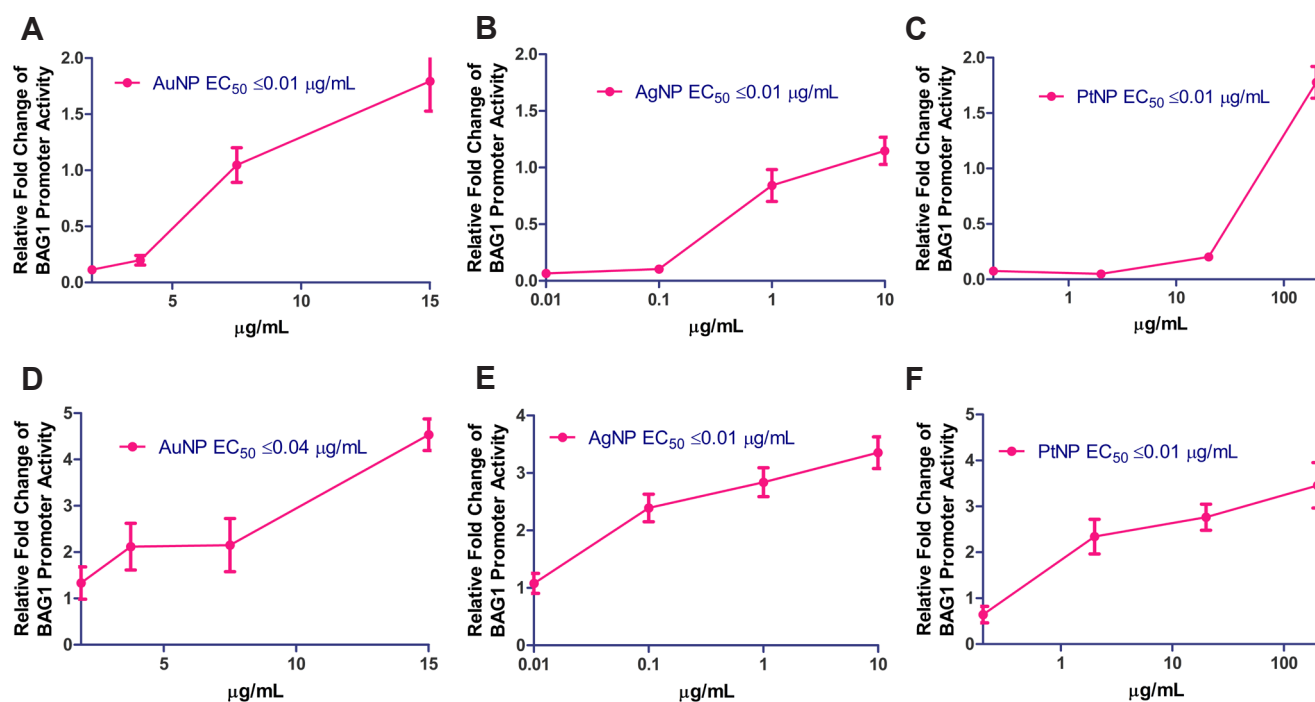 A
Relative Fold Change of
BAG1 Promoter Activity
2.0
1.5
1.0
0.5
0.0
AuNP EC50 ≤0.01 μg/mL
5
10
15
μg/mL
B
Relative Fold Change of
BAG1 Promoter Activity
2.0
1.5
1.0
0.5
0.0
AgNP EC50 ≤0.01 μg/mL
0.01
0.1
1
10
μg/mL
C
Relative Fold Change of
BAG1 Promoter Activity
2.0
1.5
1.0
0.5
0.0
PtNP EC50 ≤0.01 μg/mL
1
10
100
μg/mL
D
Relative Fold Change of
BAG1 Promoter Activity
5
4
3
2
1
0
AuNP EC50 ≤0.04 μg/mL
5
10
15
μg/mL
E
Relative Fold Change of
BAG1 Promoter Activity
4
3
2
1
0
AgNP EC50 ≤0.01 μg/mL
0.01
0.1
1
10
μg/mL
F
Relative Fold Change of
BAG1 Promoter Activity
5
4
3
2
1
0
PtNP EC50 ≤0.01 μg/mL
1
10
100
μg/mL